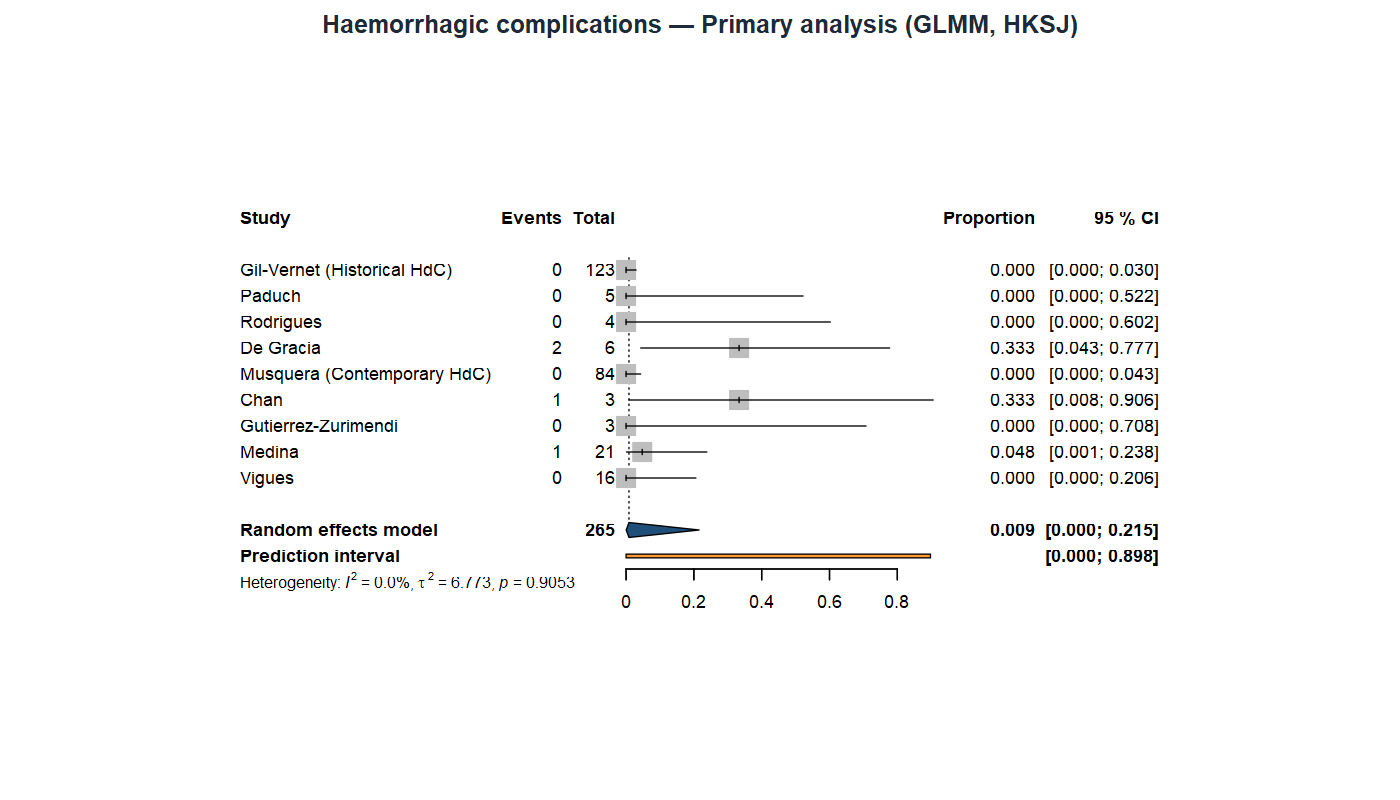 Haemorrhagic complications — Primary analysis (GLMM, HKSJ)
Study Events Total Proportion 95 % CI
Gil-Vernet (Historical HdC) 0 123 0.000 [0.000; 0.030]
Paduch 0 5 0.000 [0.000; 0.522]
Rodrigues 0 4 0.000 [0.000; 0.602]
De Gracia 2 6 0.333 [0.043; 0.777]
Musquera (Contemporary HdC) 0 84 0.000 [0.000; 0.043]
Chan 1 3 0.333 [0.008; 0.906]
Gutierrez-Zurimendi 0 3 0.000 [0.000; 0.708]
Medina 1 21 0.048 [0.001; 0.238]
Vigues 0 16 0.000 [0.000; 0.206]
Random effects model 265 0.009 [0.000; 0.215]
Prediction interval [0.000; 0.898]
Heterogeneity: I² = 0.0%, τ² = 6.773, p = 0.9053
0 0.2 0.4 0.6 0.8